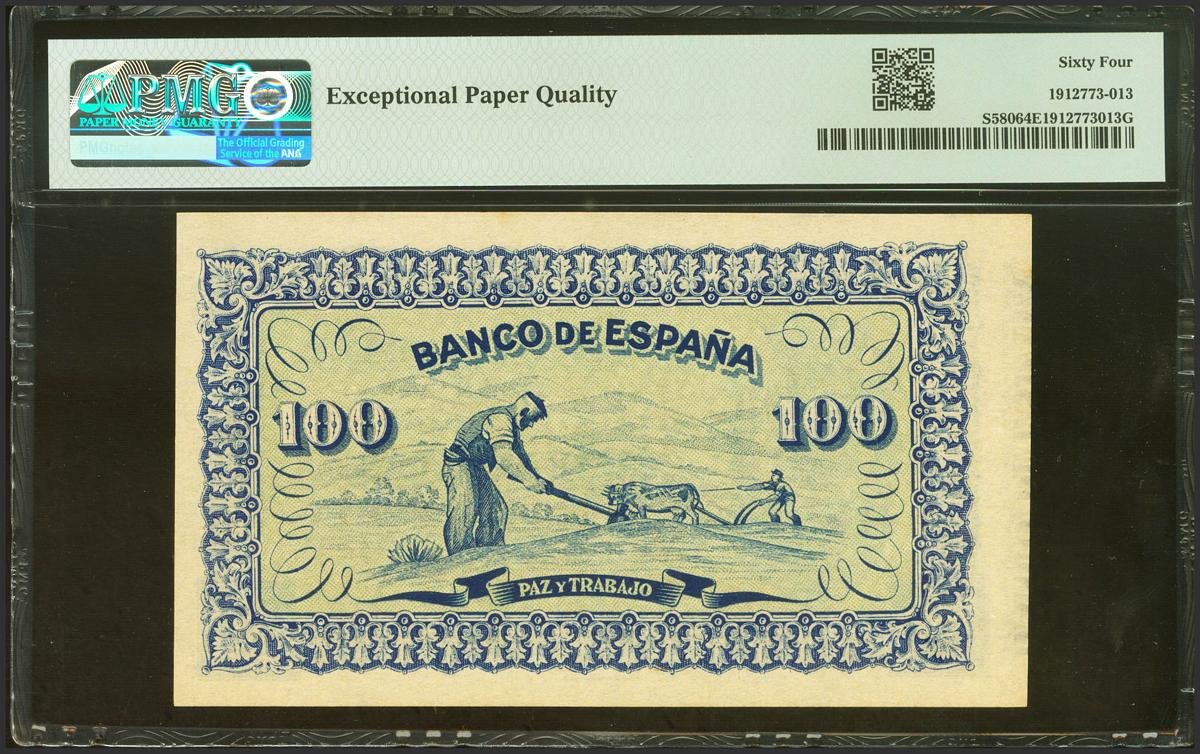 PMG
PAPER MONEY GUARANTY
The Official Grading
Service of the ANA
Exceptional Paper Quality
Sixty Four
1912773-013
S58064E1912773013G
BANCO DE ESPAÑA
100
100
PAZ Y TRABAJO